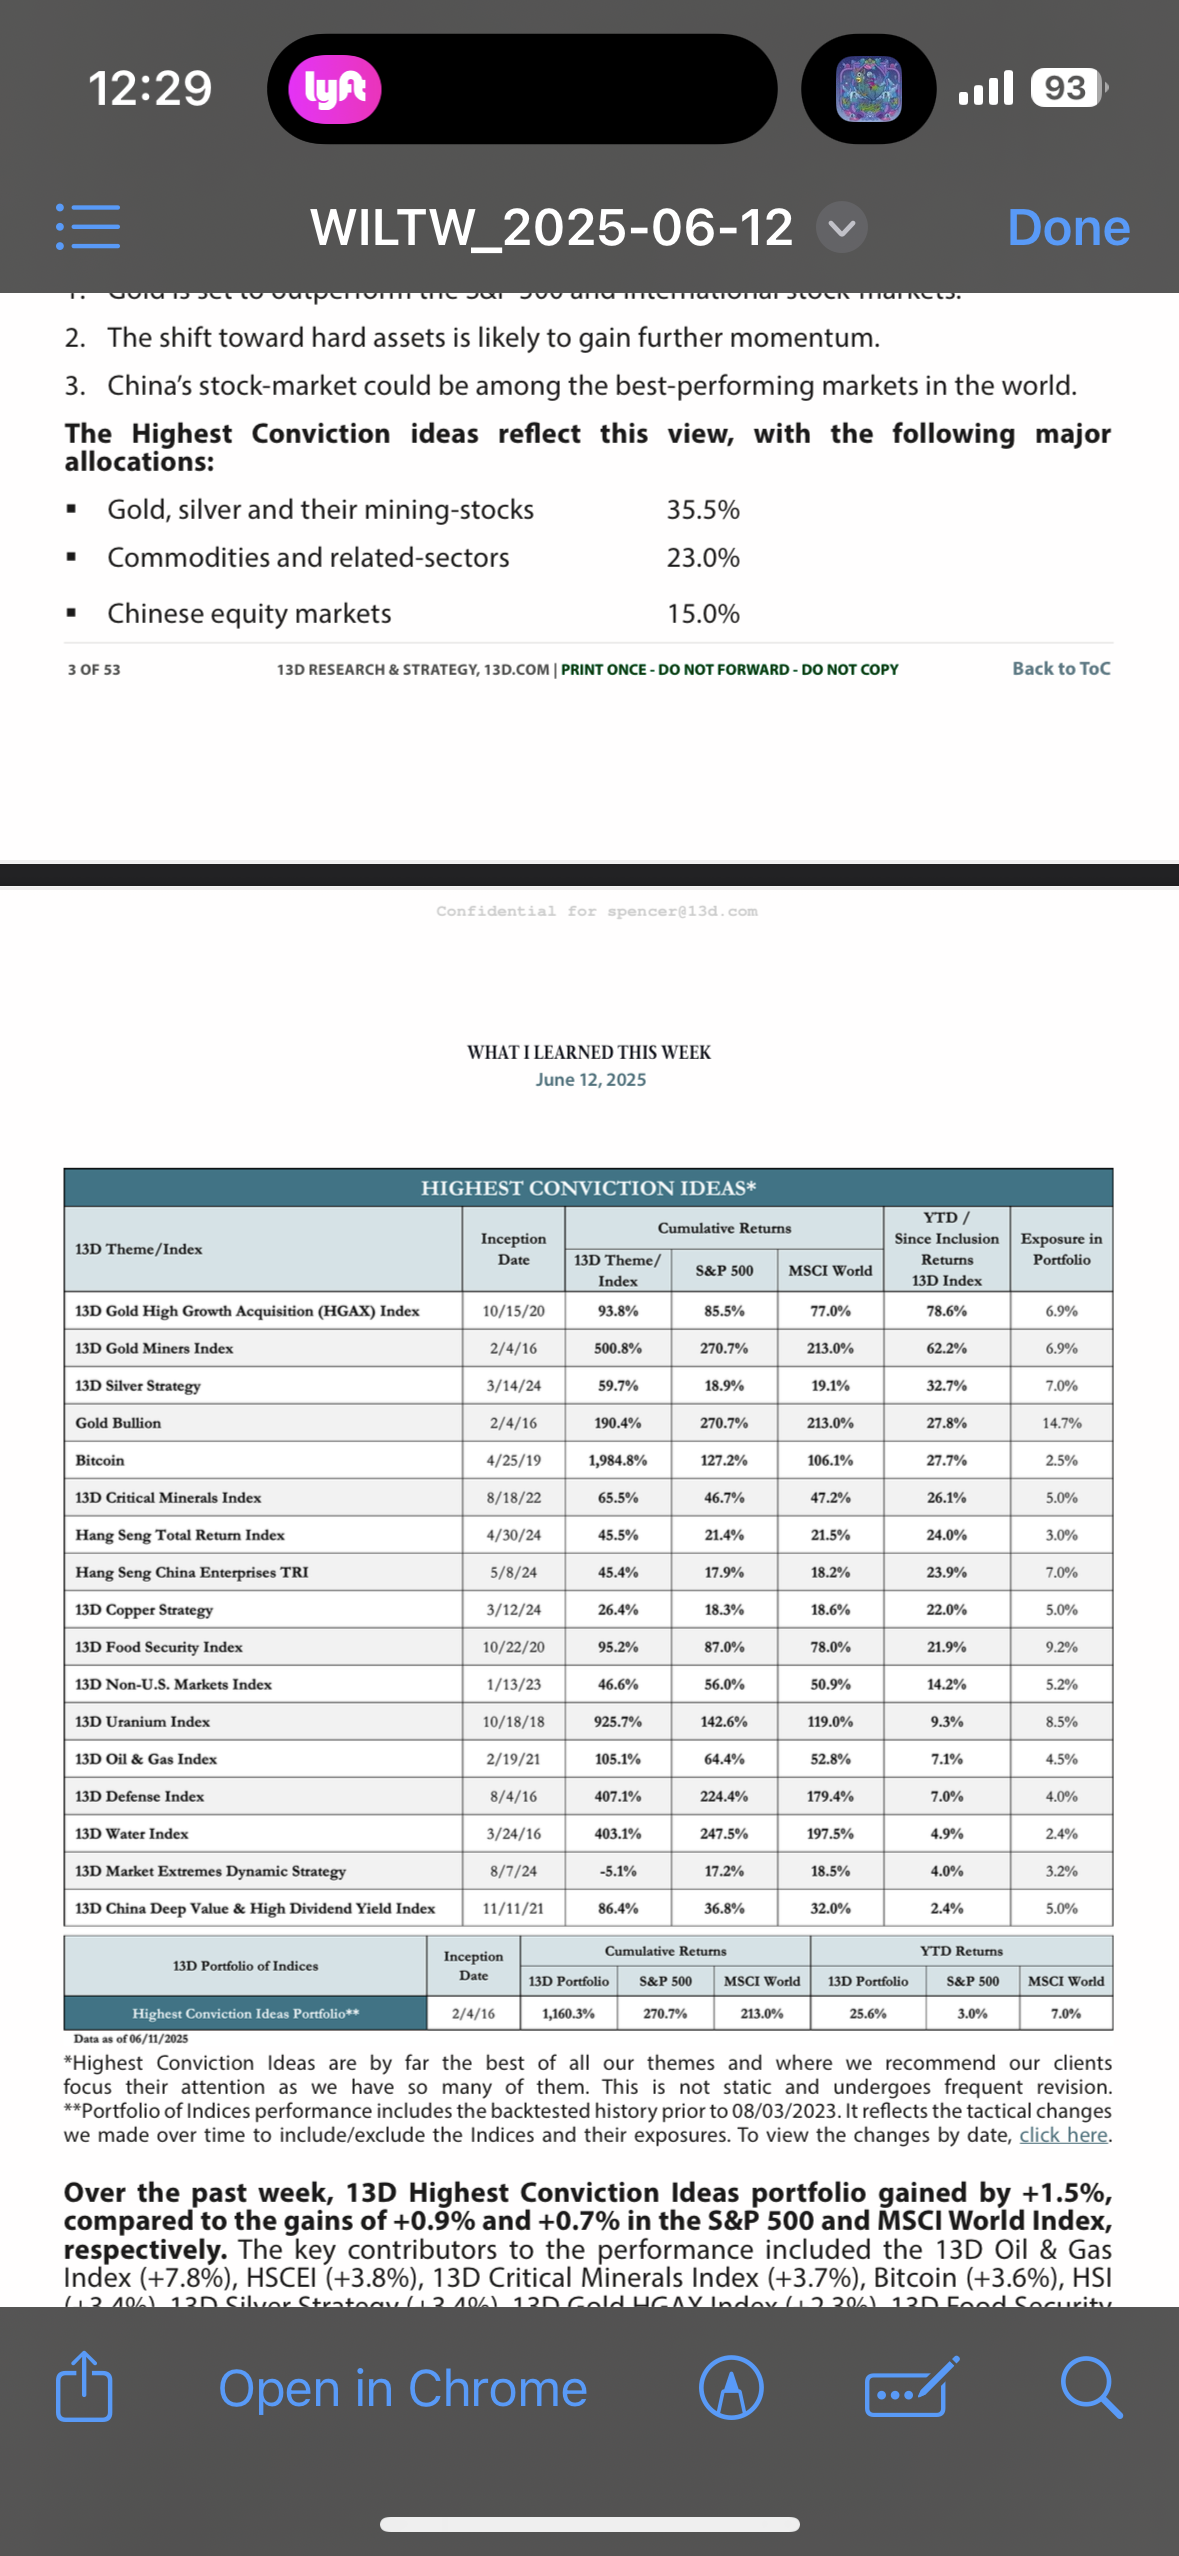 12:29
lyft
93
WILTW_2025-06-12
Done
1. Gold is set to outperform the S&P 500 and international stock markets.
2. The shift toward hard assets is likely to gain further momentum.
3. China's stock-market could be among the best-performing markets in the world.
The Highest Conviction ideas reflect this view, with the following major
allocations:
▪ Gold, silver and their mining-stocks 35.5%
▪ Commodities and related-sectors 23.0%
▪ Chinese equity markets 15.0%
3 OF 53 13D RESEARCH & STRATEGY, 13D.COM | PRINT ONCE - DO NOT FORWARD - DO NOT COPY Back to ToC
Confidential for spencer@13d.com
WHAT I LEARNED THIS WEEK
June 12, 2025
HIGHEST CONVICTION IDEAS*
13D Theme/Index
Inception
Date
Cumulative Returns
13D Theme/
Index
S&P 500
MSCI World
YTD /
Since Inclusion
Returns
13D Index
Exposure in
Portfolio
13D Gold High Growth Acquisition (HGAX) Index 10/15/20 93.8% 85.5% 77.0% 78.6% 6.9%
13D Gold Miners Index 2/4/16 500.8% 270.7% 213.0% 62.2% 6.9%
13D Silver Strategy 3/14/24 59.7% 18.9% 19.1% 32.7% 7.0%
Gold Bullion 2/4/16 190.4% 270.7% 213.0% 27.8% 14.7%
Bitcoin 4/25/19 1,984.8% 127.2% 106.1% 27.7% 2.5%
13D Critical Minerals Index 8/18/22 65.5% 46.7% 47.2% 26.1% 5.0%
Hang Seng Total Return Index 4/30/24 45.5% 21.4% 21.5% 24.0% 3.0%
Hang Seng China Enterprises TRI 5/8/24 45.4% 17.9% 18.2% 23.9% 7.0%
13D Copper Strategy 3/12/24 26.4% 18.3% 18.6% 22.0% 5.0%
13D Food Security Index 10/22/20 95.2% 87.0% 78.0% 21.9% 9.2%
13D Non-U.S. Markets Index 1/13/23 46.6% 56.0% 50.9% 14.2% 5.2%
13D Uranium Index 10/18/18 925.7% 142.6% 119.0% 9.3% 8.5%
13D Oil & Gas Index 2/19/21 105.1% 64.4% 52.8% 7.1% 4.5%
13D Defense Index 8/4/16 407.1% 224.4% 179.4% 7.0% 4.0%
13D Water Index 3/24/16 403.1% 247.5% 197.5% 4.9% 2.4%
13D Market Extremes Dynamic Strategy 8/7/24 -5.1% 17.2% 18.5% 4.0% 3.2%
13D China Deep Value & High Dividend Yield Index 11/11/21 86.4% 36.8% 32.0% 2.4% 5.0%
13D Portfolio of Indices
Inception
Date
Cumulative Returns
YTD Returns
13D Portfolio S&P 500 MSCI World 13D Portfolio S&P 500 MSCI World
Highest Conviction Ideas Portfolio** 2/4/16 1,160.3% 270.7% 213.0% 25.6% 3.0% 7.0%
Data as of 06/11/2025
*Highest Conviction Ideas are by far the best of all our themes and where we recommend our clients
focus their attention as we have so many of them. This is not static and undergoes frequent revision.
**Portfolio of Indices performance includes the backtested history prior to 08/03/2023. It reflects the tactical changes
we made over time to include/exclude the Indices and their exposures. To view the changes by date, click here.
Over the past week, 13D Highest Conviction Ideas portfolio gained by +1.5%,
compared to the gains of +0.9% and +0.7% in the S&P 500 and MSCI World Index,
respectively. The key contributors to the performance included the 13D Oil & Gas
Index (+7.8%), HSCEI (+3.8%), 13D Critical Minerals Index (+3.7%), Bitcoin (+3.6%), HSI
(+3.4%), 13D Silver Strategy (+3.4%), 13D Gold HGAX Index (+2.3%), 13D Food Security
Open in Chrome